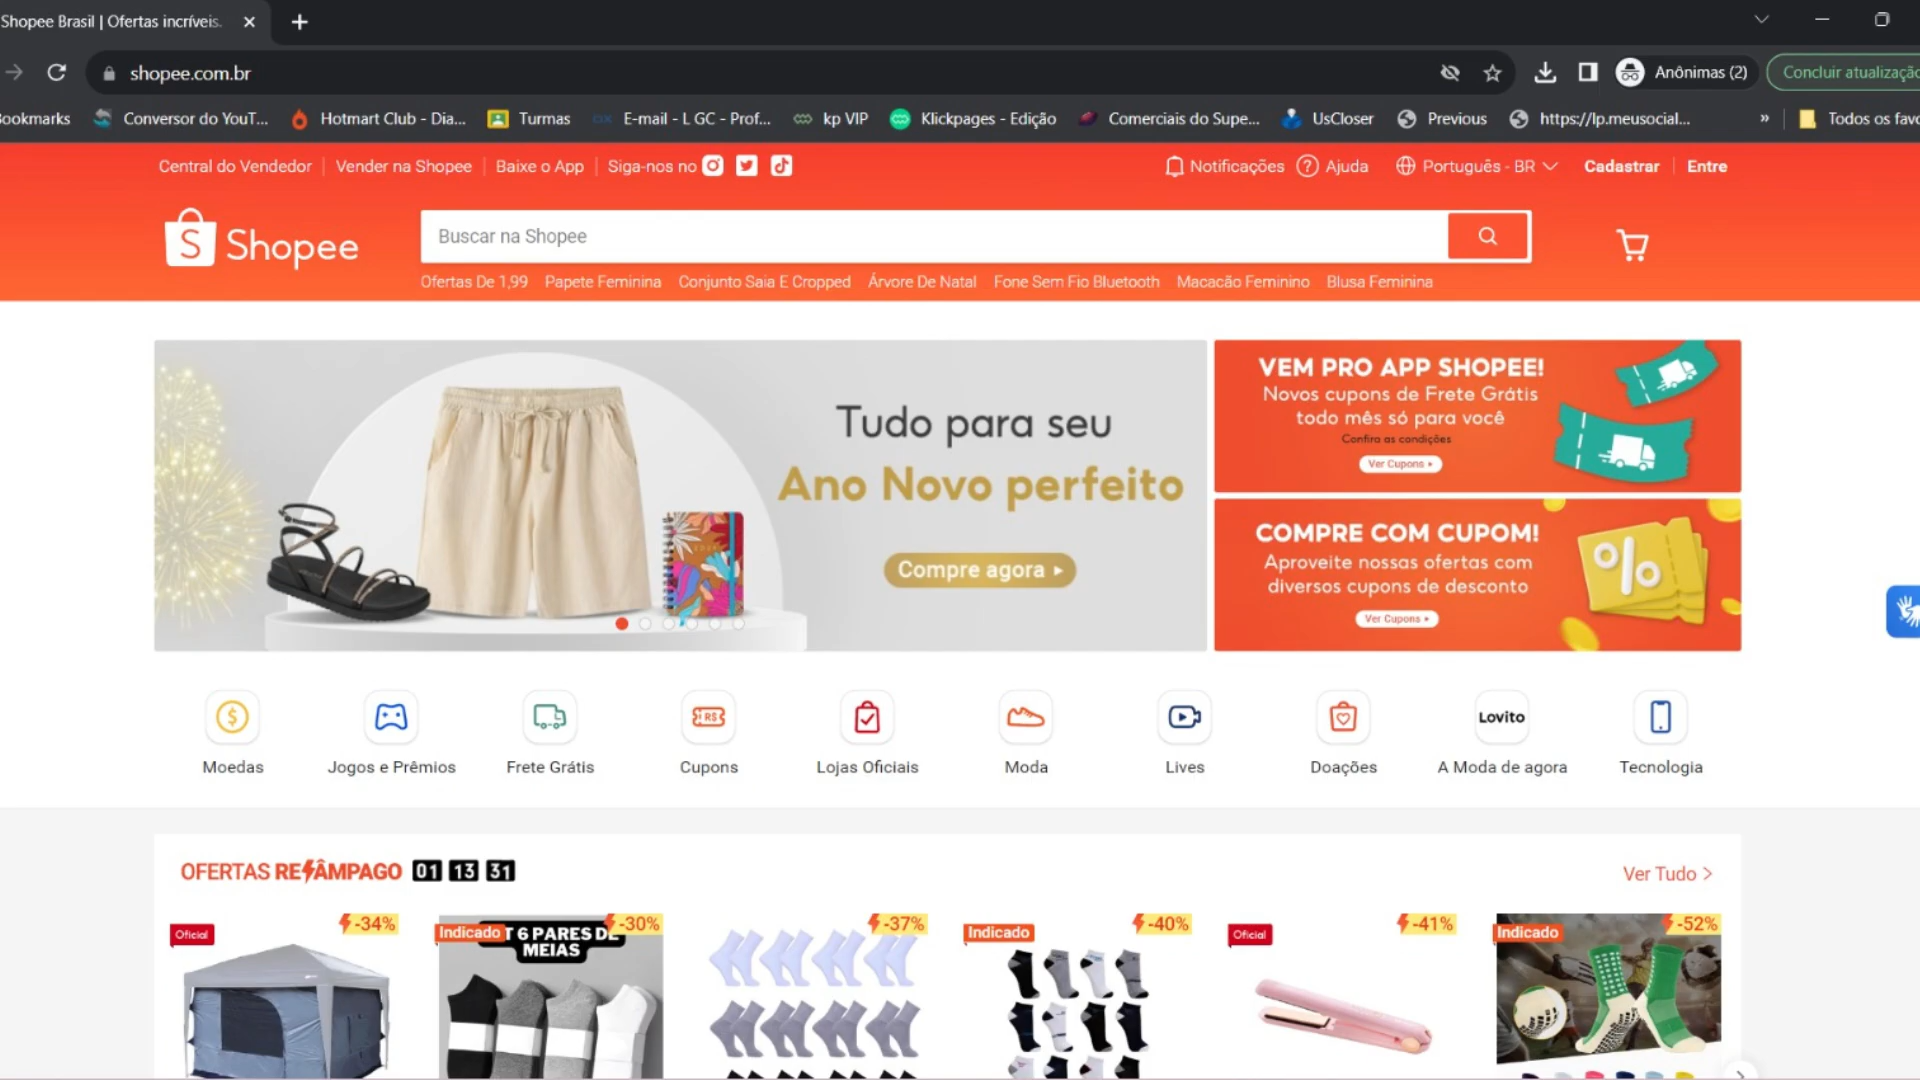 Shopee Brasil | Ofertas incríveis.
shopee.com.br
Anônimas (2)
Concluir atualização
Bookmarks
Conversor do YouT...
Hotmart Club - Dia...
Turmas
E-mail - L GC - Prof...
kp VIP
Klickpages - Edição
Comerciais do Supe...
UsCloser
Previous
https://lp.meusocial...
»
Todos os favo
Central do Vendedor | Vender na Shopee | Baixe o App | Siga-nos no
Notificações
Ajuda
Português - BR
Cadastrar | Entre
Shopee
Buscar na Shopee
Ofertas De 1,99
Papete Feminina
Conjunto Saia E Cropped
Árvore De Natal
Fone Sem Fio Bluetooth
Macacão Feminino
Blusa Feminina
Tudo para seu
Ano Novo perfeito
Compre agora
VEM PRO APP SHOPEE!
Novos cupons de Frete Grátis
todo mês só para você
Confira as condições
Ver Cupons
COMPRE COM CUPOM!
Aproveite nossas ofertas com
diversos cupons de desconto
Ver Cupons
R$
Lovito
Moedas
Jogos e Prêmios
Frete Grátis
Cupons
Lojas Oficiais
Moda
Lives
Doações
A Moda de agora
Tecnologia
OFERTAS RELÂMPAGO 01 13 31
Ver Tudo >
Oficial
-34%
Indicado
T 6 PARES DE
MEIAS
-30%
-37%
Indicado
-40%
Oficial
-41%
Indicado
-52%